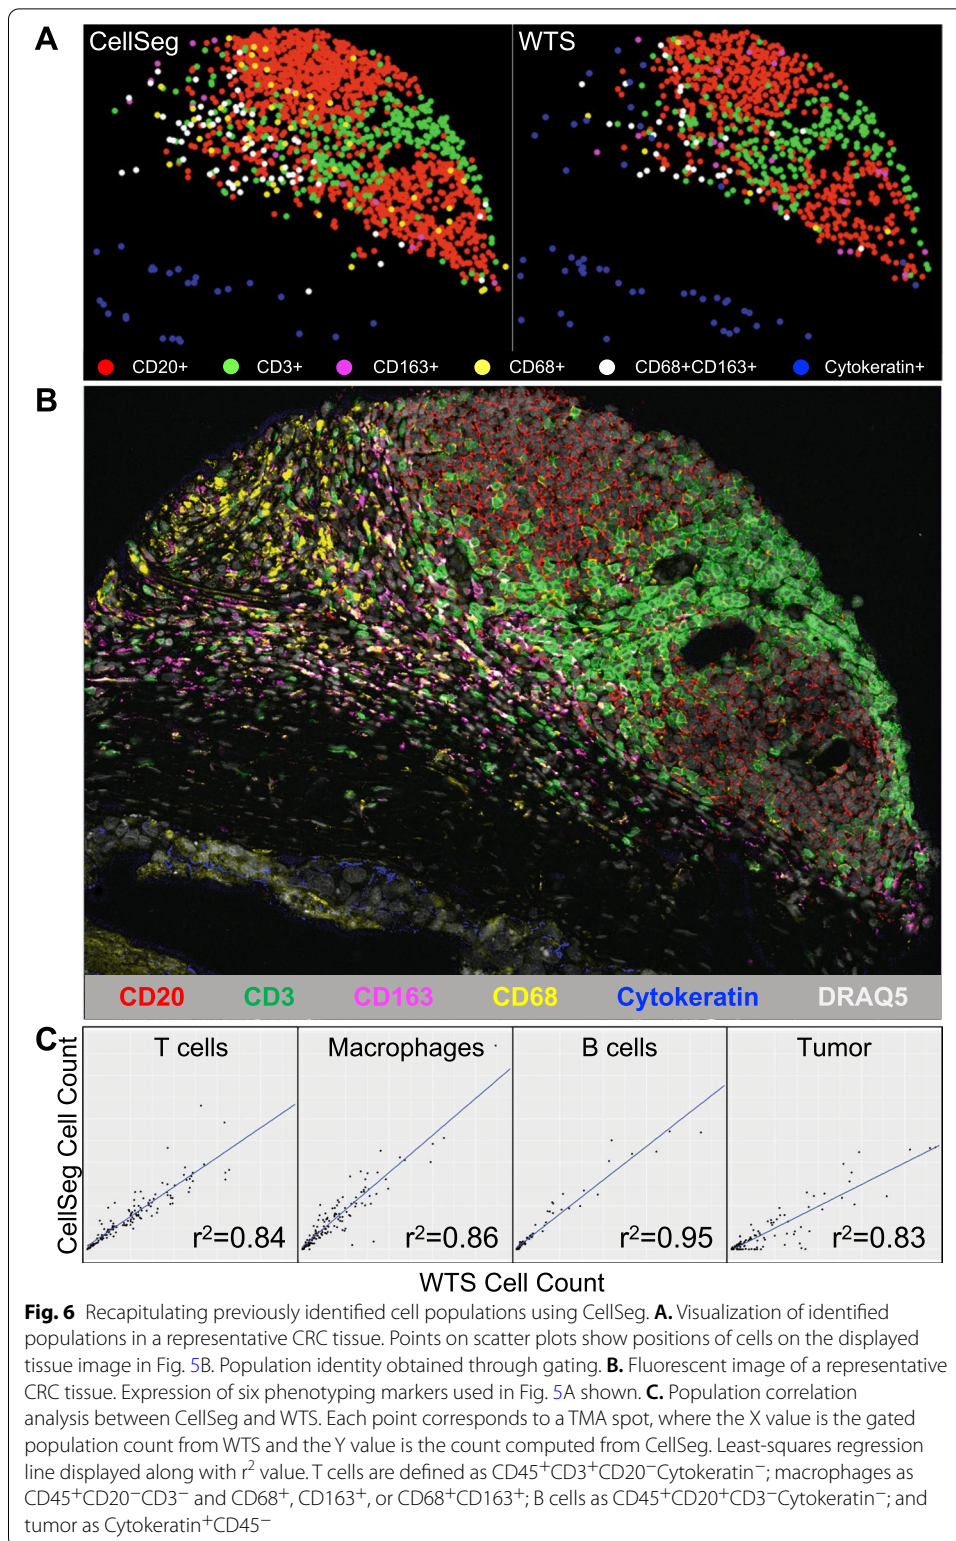 A
CellSeg
WTS
CD20+ CD3+ CD163+ CD68+ CD68+CD163+ Cytokeratin+
B
CD20 CD3 CD163 CD68 Cytokeratin DRAQ5
C
T cells
Macrophages
B cells
Tumor
CellSeg Cell Count
r²=0.84
r²=0.86
r²=0.95
r²=0.83
WTS Cell Count
Fig. 6 Recapitulating previously identified cell populations using CellSeg. A. Visualization of identified
populations in a representative CRC tissue. Points on scatter plots show positions of cells on the displayed
tissue image in Fig. 5B. Population identity obtained through gating. B. Fluorescent image of a representative
CRC tissue. Expression of six phenotyping markers used in Fig. 5A shown. C. Population correlation
analysis between CellSeg and WTS. Each point corresponds to a TMA spot, where the X value is the gated
population count from WTS and the Y value is the count computed from CellSeg. Least-squares regression
line displayed along with r² value. T cells are defined as CD45⁺CD3⁺CD20⁻Cytokeratin⁻; macrophages as
CD45⁺CD20⁻CD3⁻ and CD68⁺, CD163⁺, or CD68⁺CD163⁺; B cells as CD45⁺CD20⁺CD3⁻Cytokeratin⁻; and
tumor as Cytokeratin⁺CD45⁻